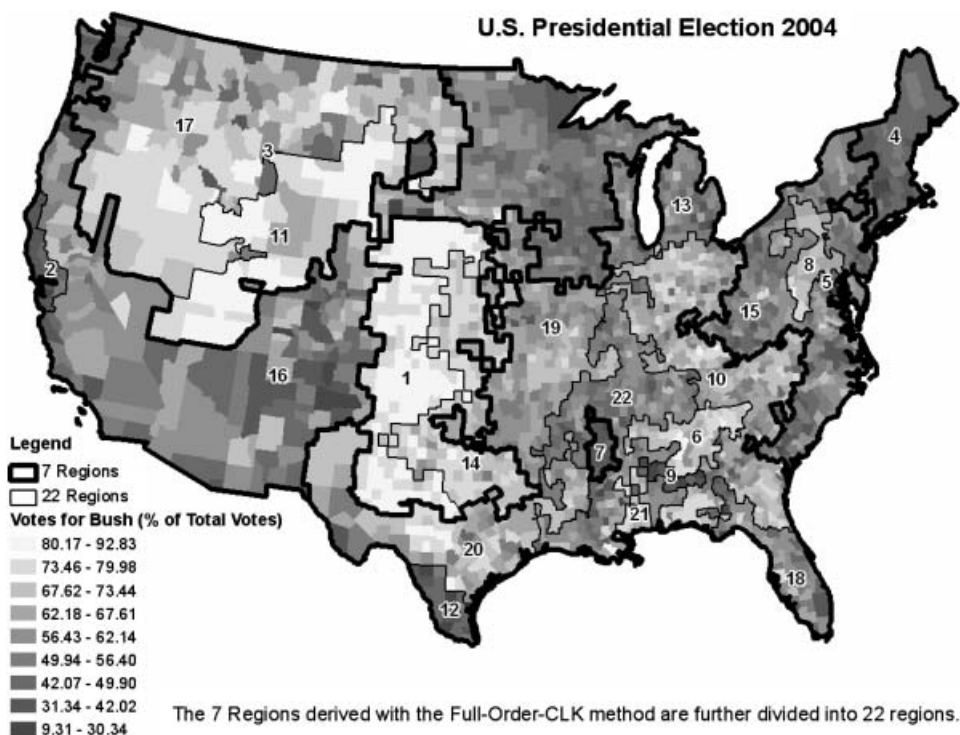 U.S. Presidential Election 2004
4
17
3
13
11
8
5
2
15
19
16
1
10
22
6
7
14
9
21
20
18
12
Legend
7 Regions
22 Regions
Votes for Bush (% of Total Votes)
80.17 - 92.83
73.46 - 79.98
67.62 - 73.44
62.18 - 67.61
56.43 - 62.14
49.94 - 56.40
42.07 - 49.90
31.34 - 42.02
9.31 - 30.34
The 7 Regions derived with the Full-Order-CLK method are further divided into 22 regions.